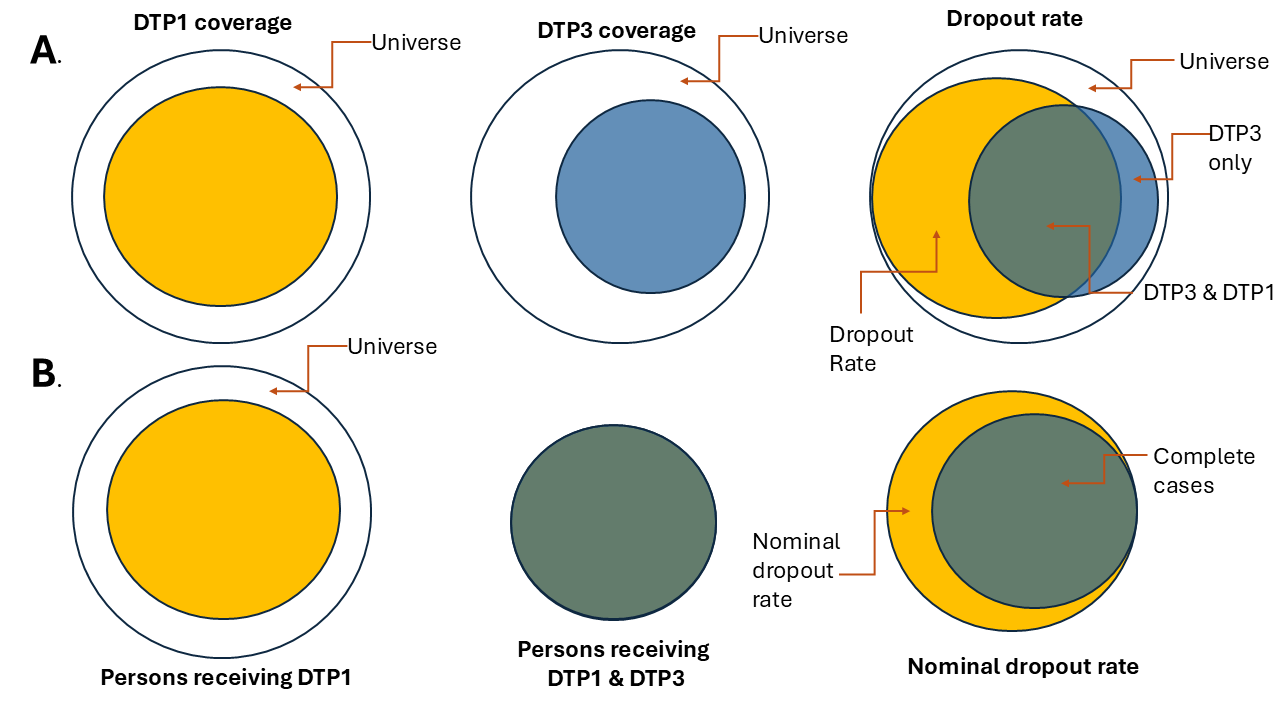 A.
DTP1 coverage
Universe
DTP3 coverage
Universe
Dropout rate
Universe
DTP3
only
DTP3 & DTP1
Dropout
Rate
B.
Universe
Persons receiving DTP1
Persons receiving
DTP1 & DTP3
Complete
cases
Nominal
dropout
rate
Nominal dropout rate